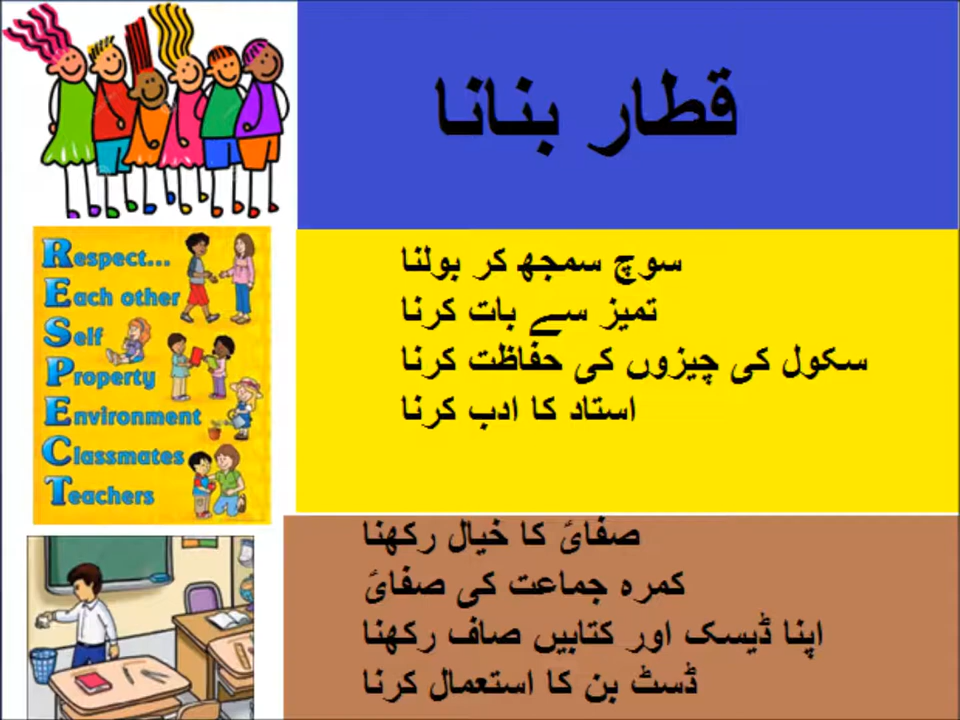 قطار بنانا
Respect...
Each other
Self
Property
Environment
Classmates
Teachers
سوچ سمجھ کر بولنا
تمیز سے بات کرنا
سکول کی چیزوں کی حفاظت کرنا
استاد کا ادب کرنا
صفائ کا خیال رکھنا
کمرہ جماعت کی صفائ
اپنا ڈیسک اور کتابیں صاف رکھنا
ڈسٹ بن کا استعمال کرنا